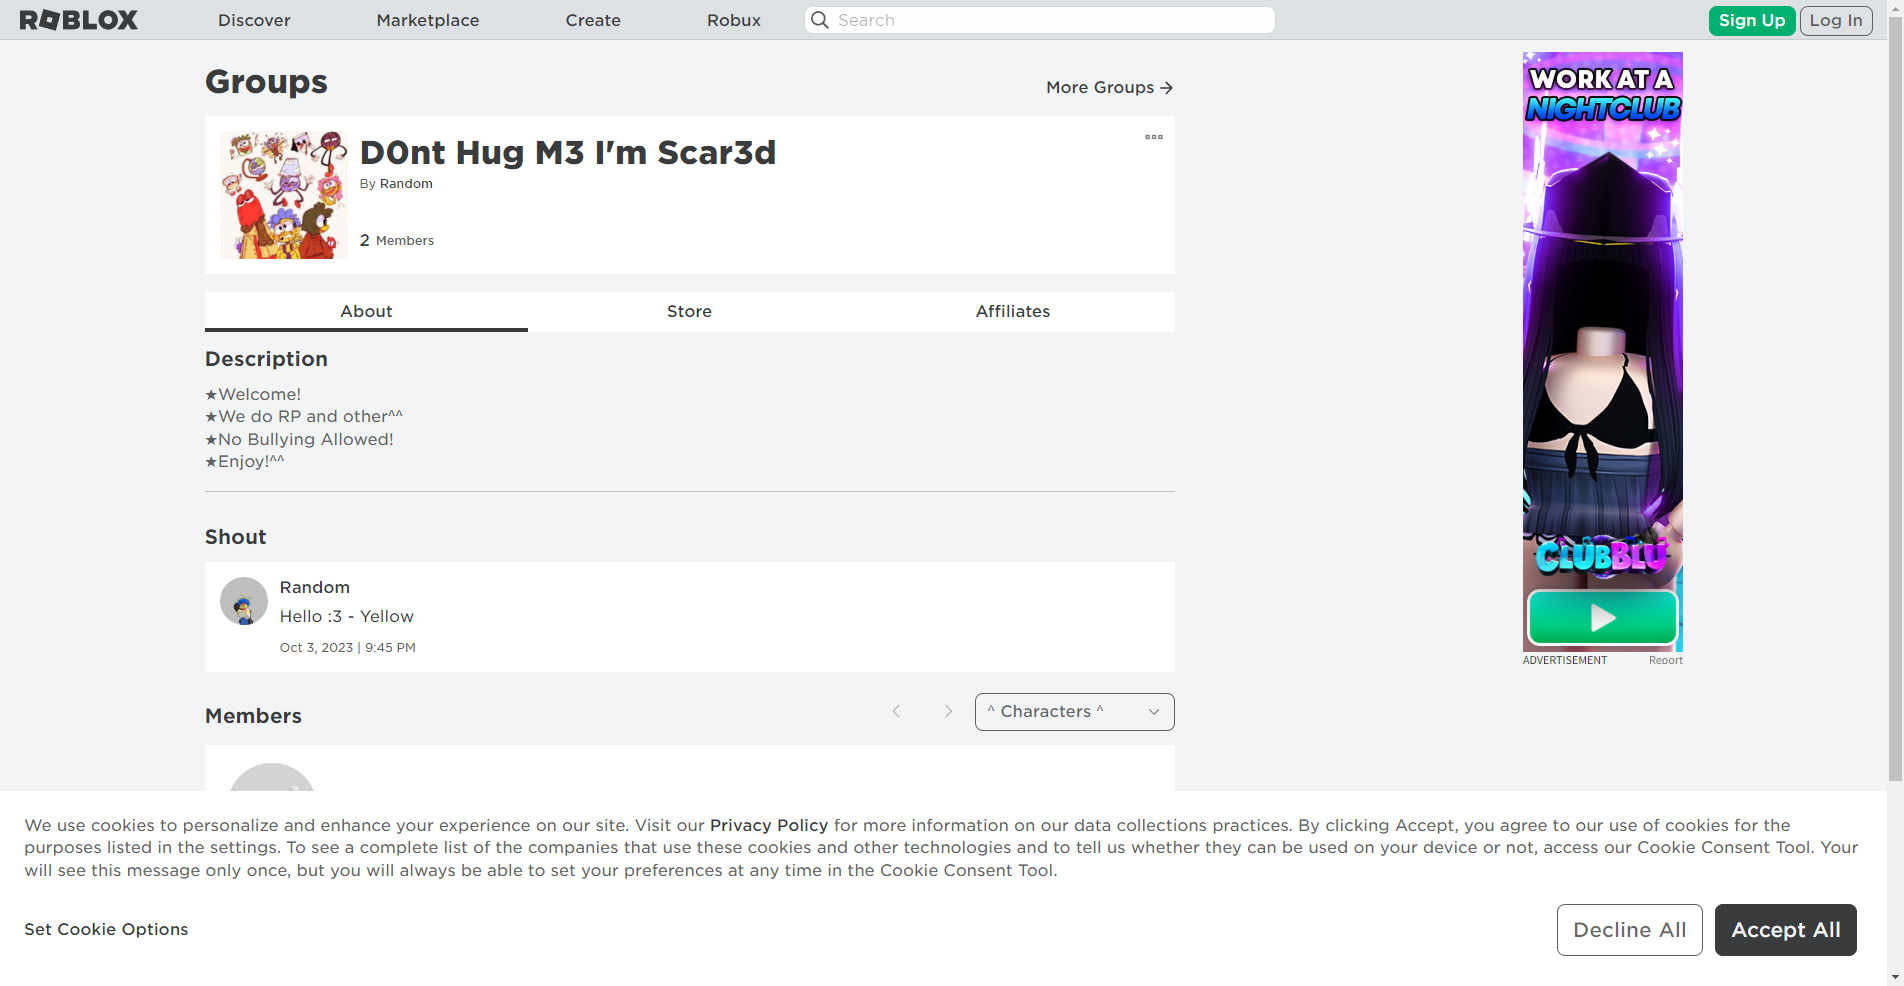 ROBLOX
Discover
Marketplace
Create
Robux
Search
Sign Up
Log In
Groups
More Groups →
D0nt Hug M3 I'm Scar3d
By Random
2 Members
About
Store
Affiliates
Description
★Welcome!
★We do RP and other^^
★No Bullying Allowed!
★Enjoy!^^
Shout
Random
Hello :3 - Yellow
Oct 3, 2023 | 9:45 PM
Members
^ Characters ^
WORK AT A
NIGHTCLUB
CLUBBLU
ADVERTISEMENT
Report
We use cookies to personalize and enhance your experience on our site. Visit our Privacy Policy for more information on our data collections practices. By clicking Accept, you agree to our use of cookies for the
purposes listed in the settings. To see a complete list of the companies that use these cookies and other technologies and to tell us whether they can be used on your device or not, access our Cookie Consent Tool. Your
will see this message only once, but you will always be able to set your preferences at any time in the Cookie Consent Tool.
Set Cookie Options
Decline All
Accept All